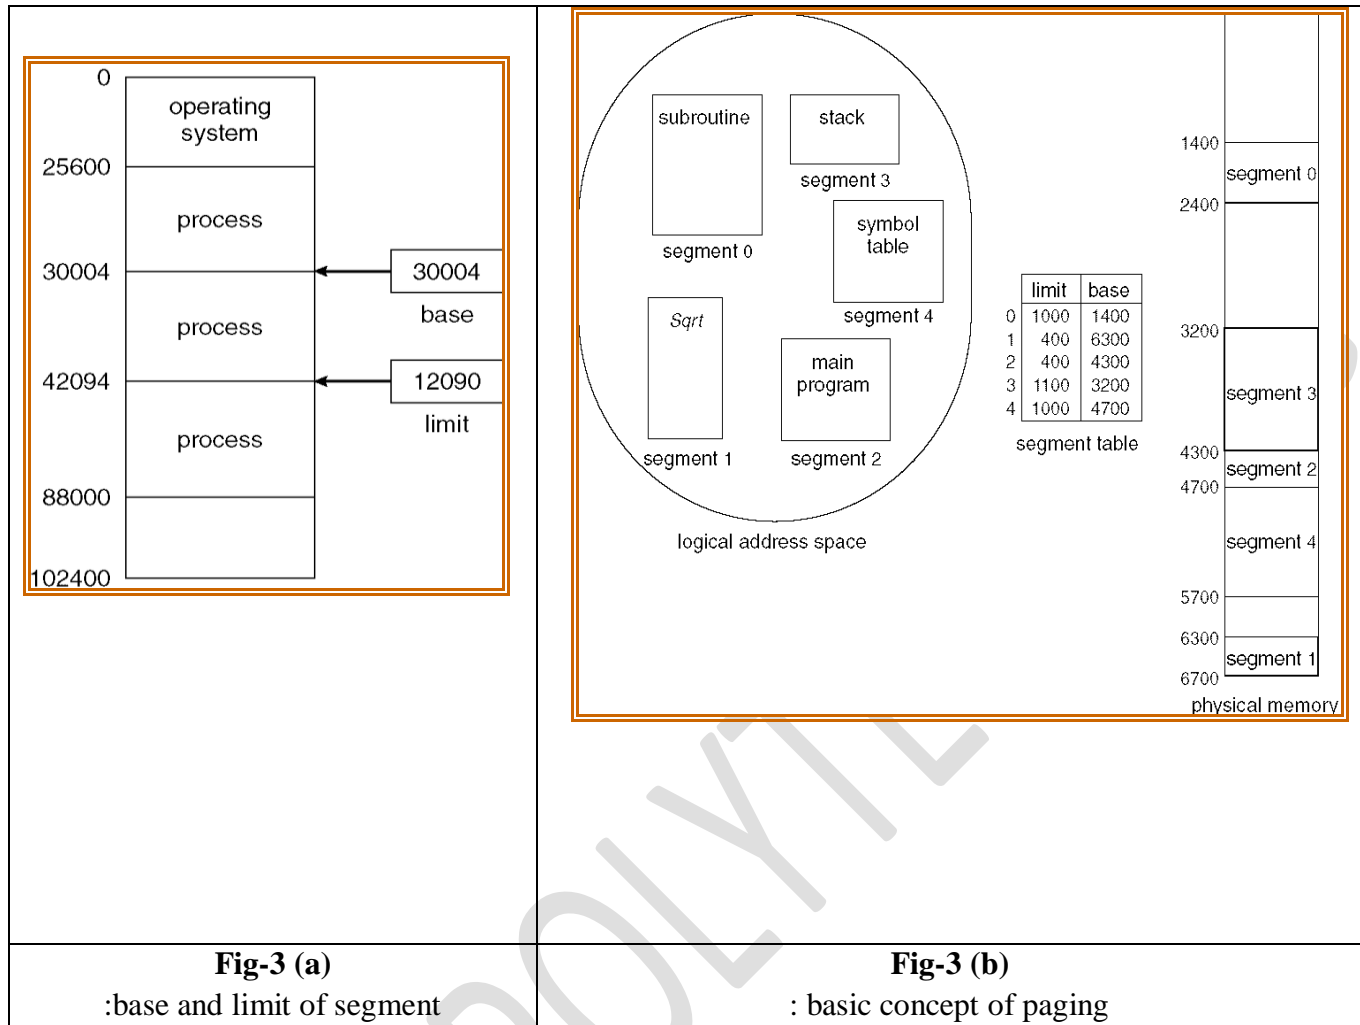 0
operating
system
25600
process
30004
30004
base
process
42094
12090
limit
process
88000
102400
subroutine
segment 0
stack
segment 3
symbol
table
segment 4
Sqrt
segment 1
main
program
segment 2
logical address space
limit base
0 1000 1400
1 400 6300
2 400 4300
3 1100 3200
4 1000 4700
segment table
1400
segment 0
2400
3200
segment 3
4300
segment 2
4700
segment 4
5700
6300
segment 1
6700
physical memory
Fig-3 (a)
:base and limit of segment
Fig-3 (b)
: basic concept of paging